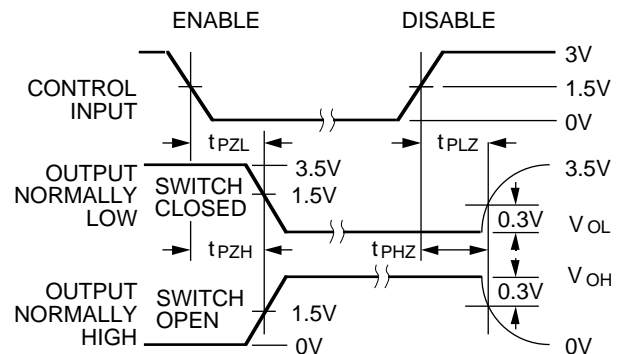 ENABLE DISABLE
3V
CONTROL INPUT 1.5V
0V
tPZL tPLZ
OUTPUT NORMALLY LOW
SWITCH CLOSED
3.5V 3.5V
1.5V
0.3V VOL
tPZH tPHZ
VOH
0.3V
OUTPUT NORMALLY HIGH
SWITCH OPEN
1.5V
0V 0V